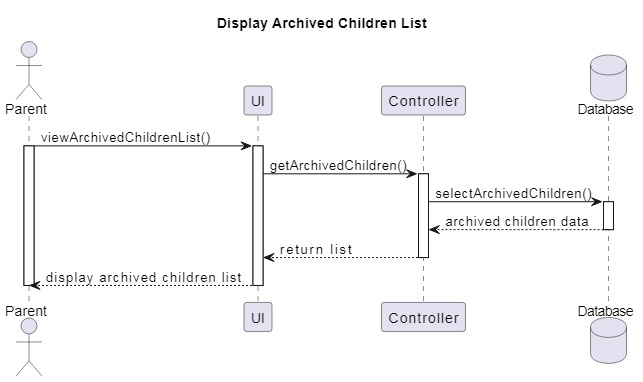 Display Archived Children List
Parent
UI
Controller
Database
viewArchivedChildrenList()
getArchivedChildren()
selectArchivedChildren()
archived children data
return list
display archived children list
Parent
UI
Controller
Database